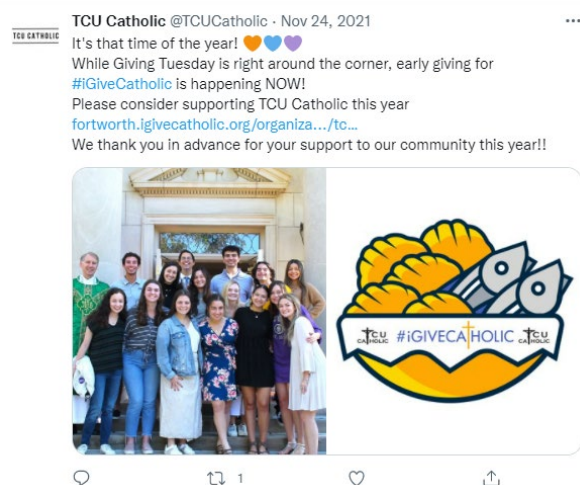 TCU CATHOLIC
TCU Catholic @TCUCatholic · Nov 24, 2021
It's that time of the year! 🧡💙💜
While Giving Tuesday is right around the corner, early giving for
#iGiveCatholic is happening NOW!
Please consider supporting TCU Catholic this year
fortworth.igivecatholic.org/organiza.../tc...
We thank you in advance for your support to our community this year!!
TCU CATHOLIC #iGIVECATHOLIC TCU CATHOLIC
1